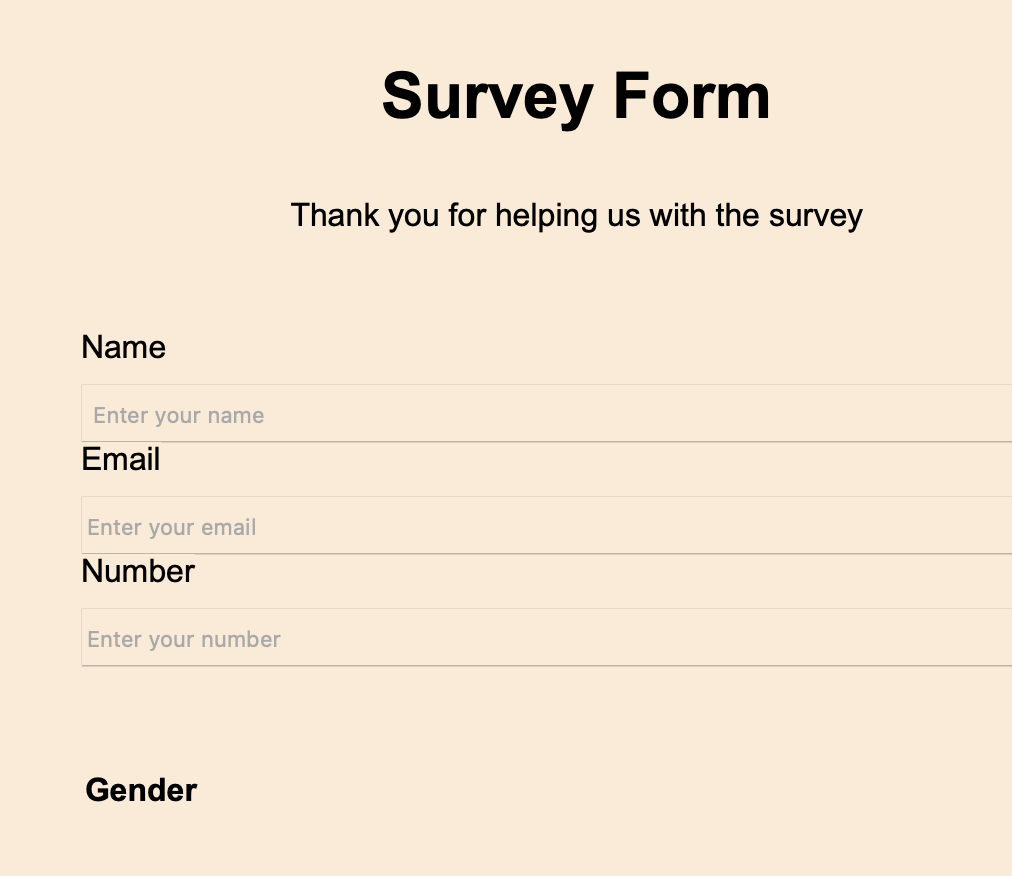 Survey Form
Thank you for helping us with the survey
Name
Enter your name
Email
Enter your email
Number
Enter your number
Gender